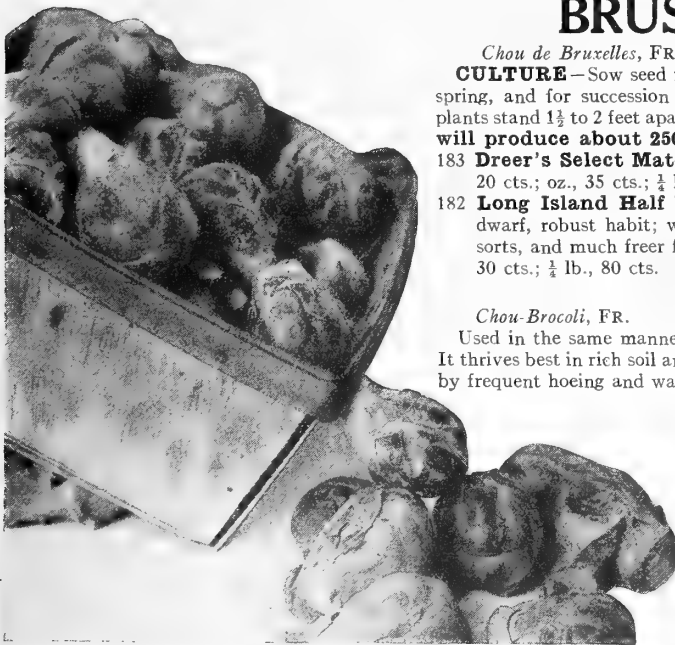 BRUS
Chou de Bruxelles, FR
CULTURE—Sow seed
spring, and for succession
plants stand 1½ to 2 feet apa
will produce about 250
183 Dreer's Select Mat
20 cts.; oz., 35 cts.; ¼
182 Long Island Half
dwarf, robust habit; w
sorts, and much freer f
30 cts.; ¼ lb., 80 cts.
Chou-Brocoli, FR.
Used in the same manne
It thrives best in rich soil an
by frequent hoeing and wa